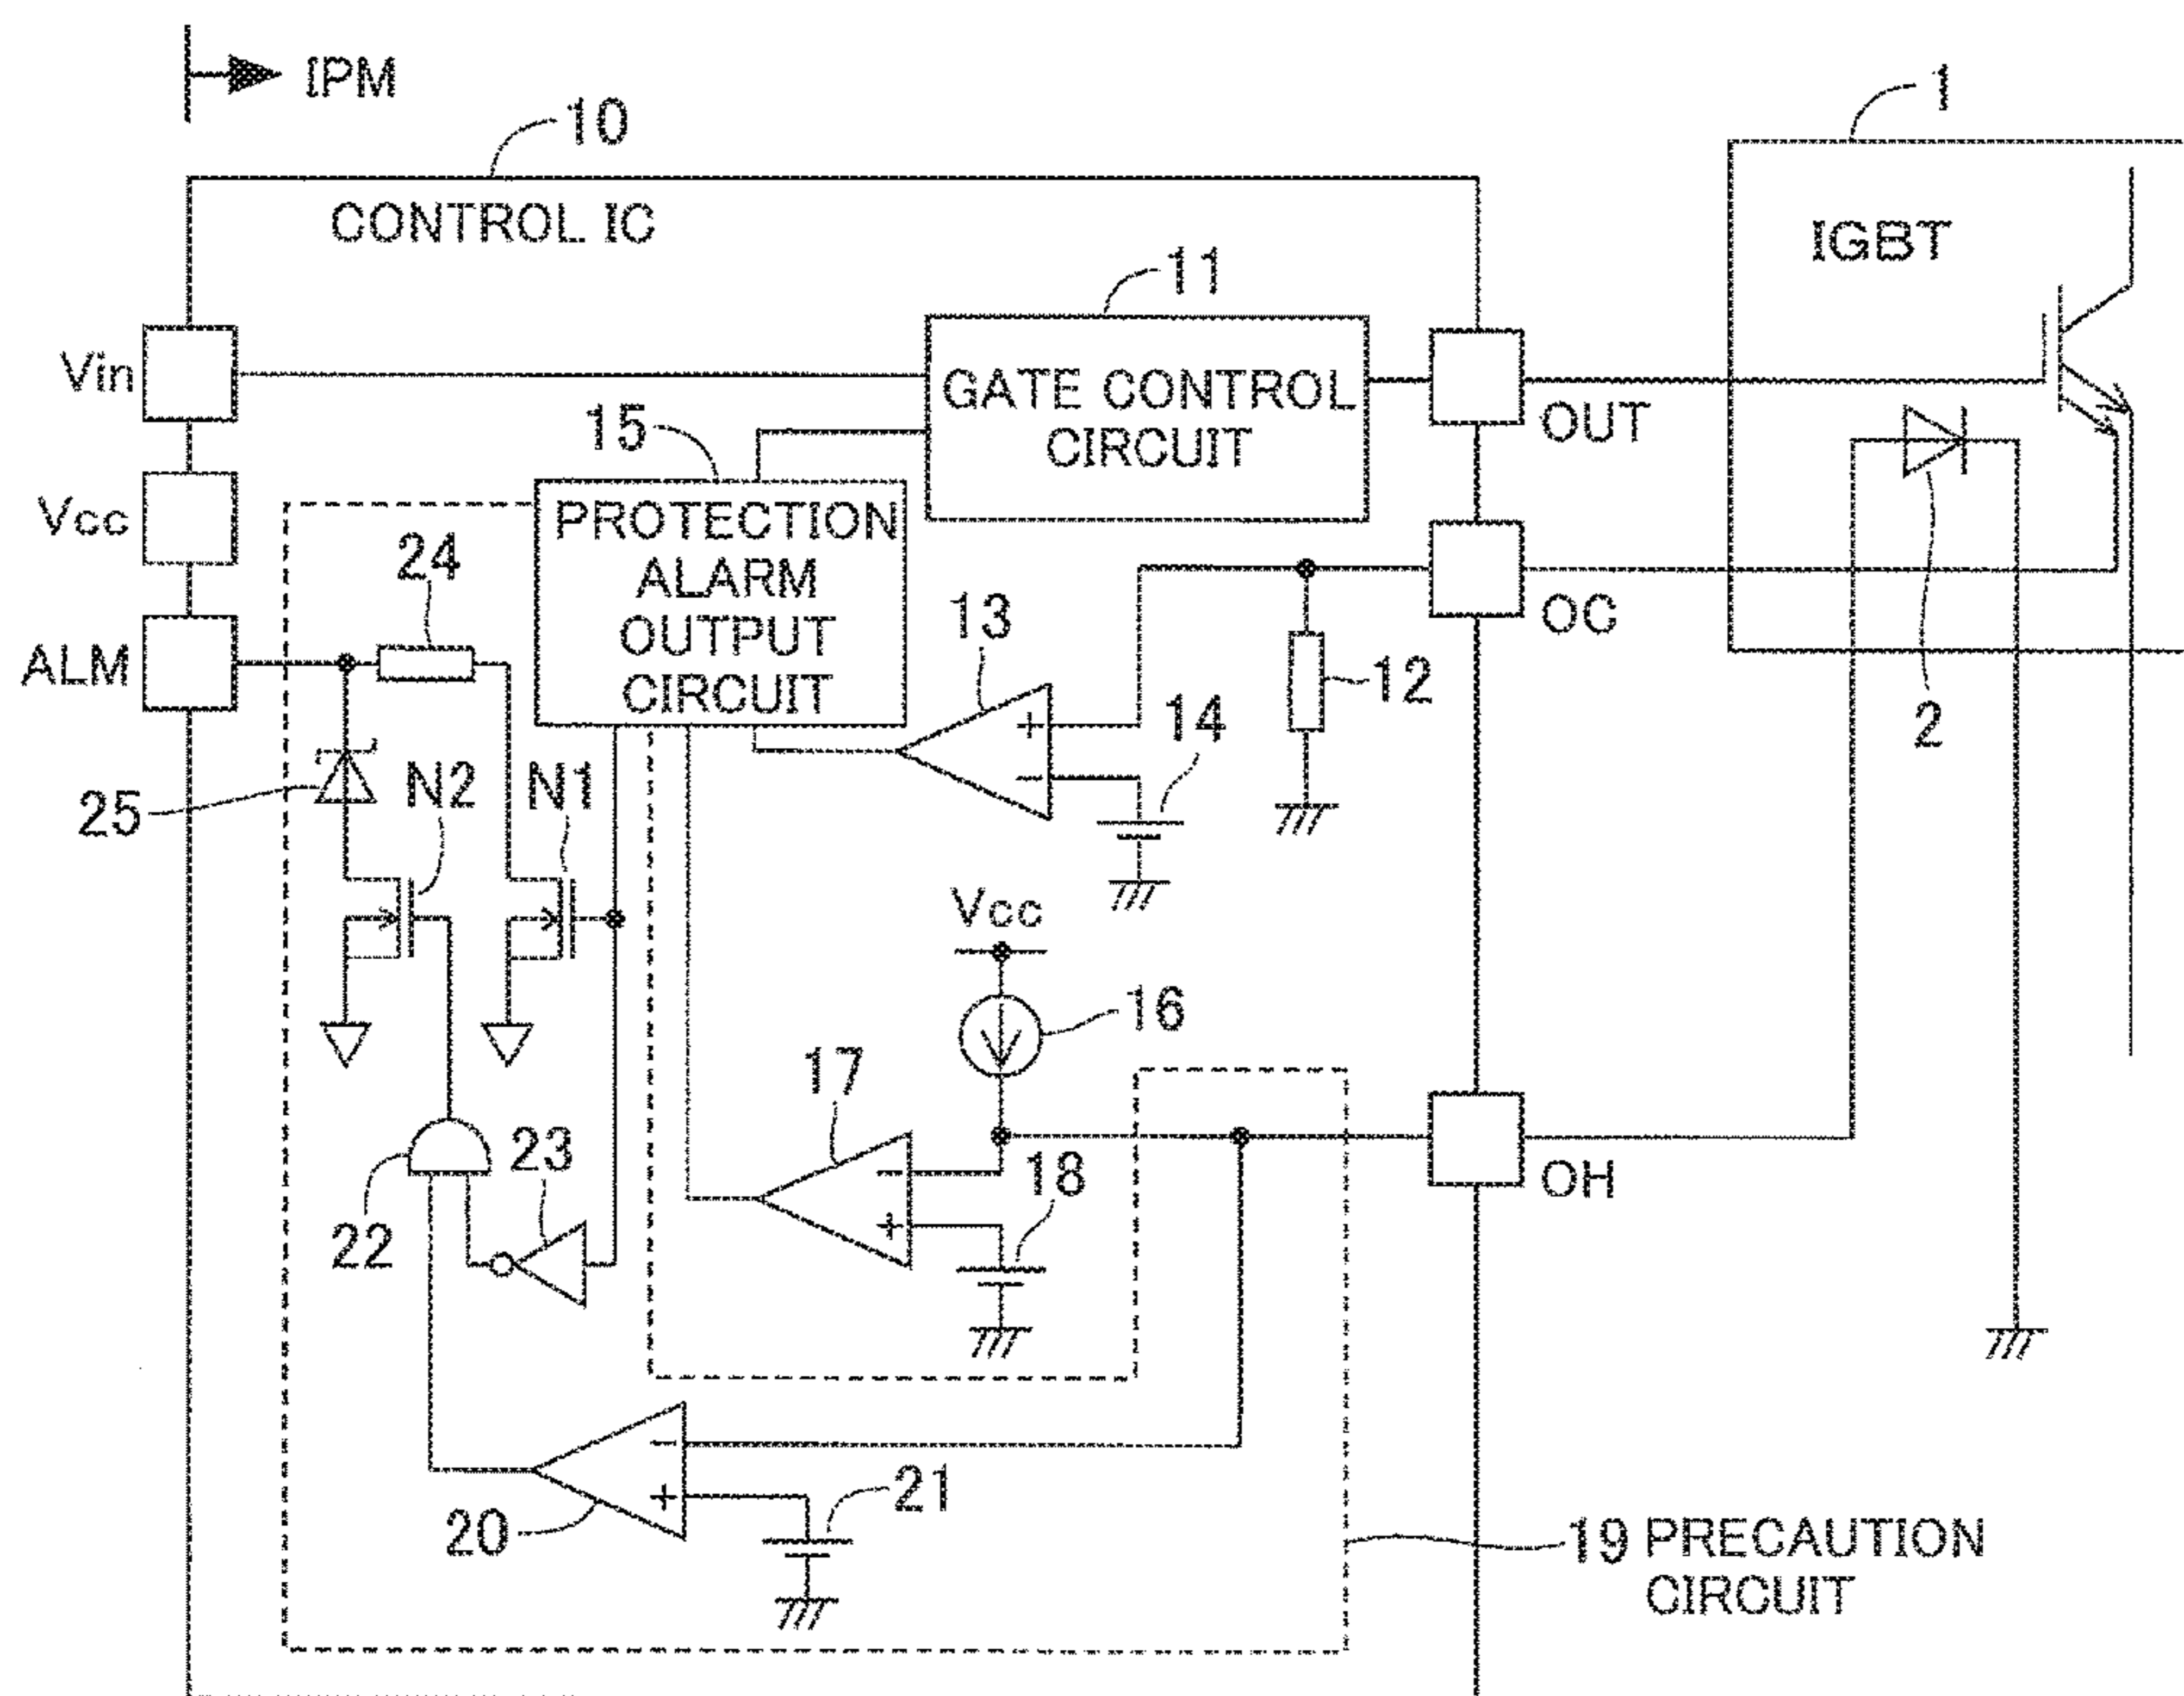 IPM
10
1
CONTROL IC
IGBT
11
Vin
GATE CONTROL
CIRCUIT
OUT
15
Vcc
PROTECTION
ALARM
OUTPUT
CIRCUIT
24
13
OC
ALM
12
14
2
25
N2
N1
+
−
Vcc
16
17
23
18
OH
22
−
+
−
+
21
20
19 PRECAUTION
CIRCUIT